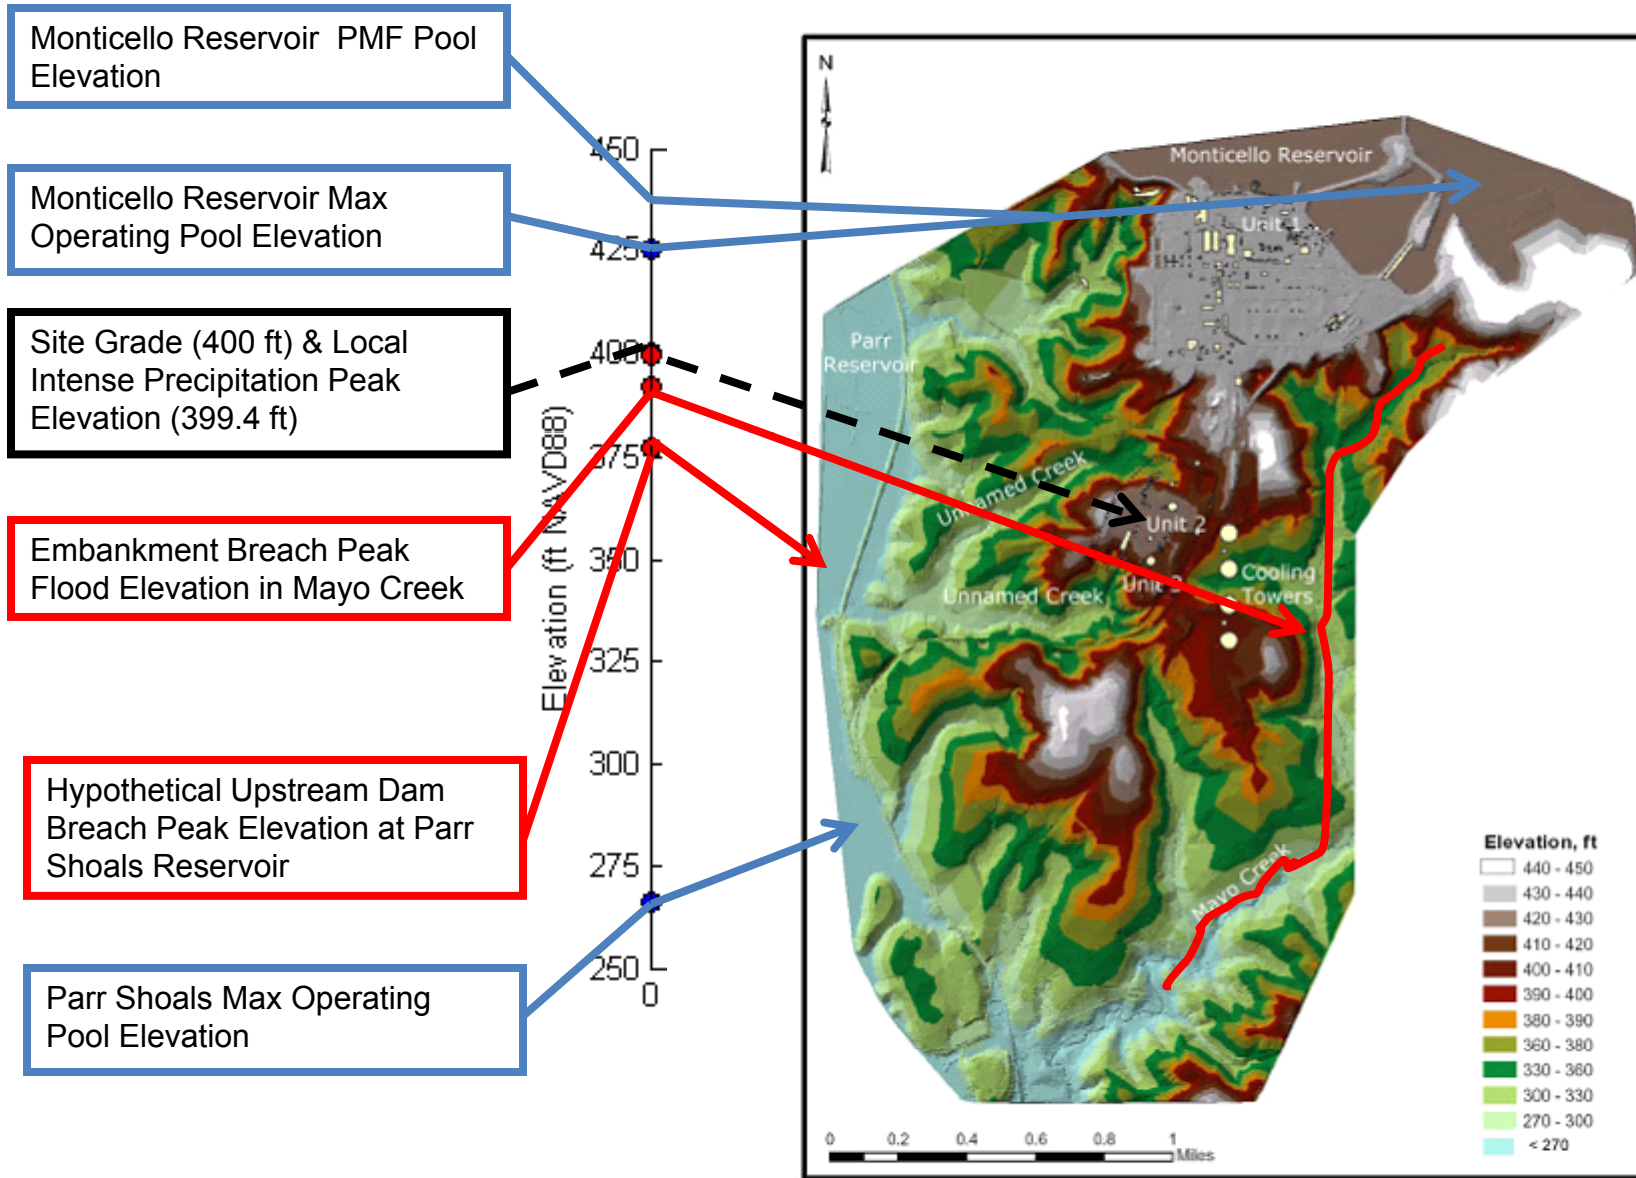 Monticello Reservoir PMF Pool
Elevation
Monticello Reservoir Max
Operating Pool Elevation
Site Grade (400 ft) & Local
Intense Precipitation Peak
Elevation (399.4 ft)
Embankment Breach Peak
Flood Elevation in Mayo Creek
Hypothetical Upstream Dam
Breach Peak Elevation at Parr
Shoals Reservoir
Parr Shoals Max Operating
Pool Elevation
Elevation (ft NAVD88)
450
425
400
375
350
325
300
275
250
0
N
Monticello Reservoir
Unit 1
Parr
Reservoir
Unnamed Creek
Unit 2
Unit 3
Unnamed Creek
Cooling
Towers
Mayo Creek
Elevation, ft
440 - 450
430 - 440
420 - 430
410 - 420
400 - 410
390 - 400
380 - 390
360 - 380
330 - 360
300 - 330
270 - 300
< 270
0 0.2 0.4 0.6 0.8 1
Miles